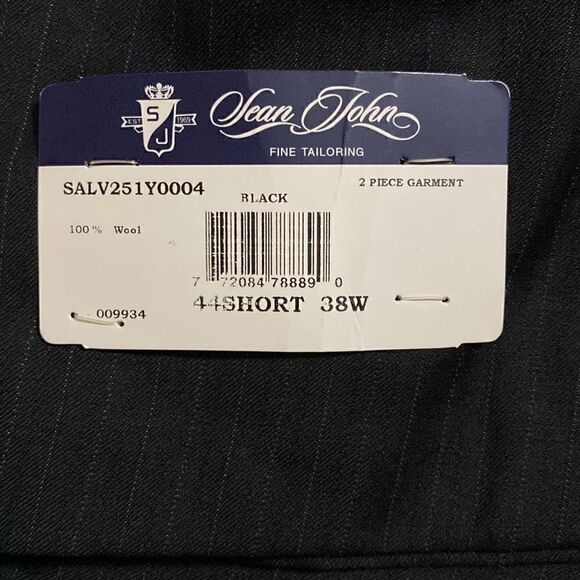 S
J
EST 1969
Sean John
FINE TAILORING
SALV251Y0004
BLACK
2 PIECE GARMENT
100% Wool
7 72084 78889 0
009934
44SHORT 38W